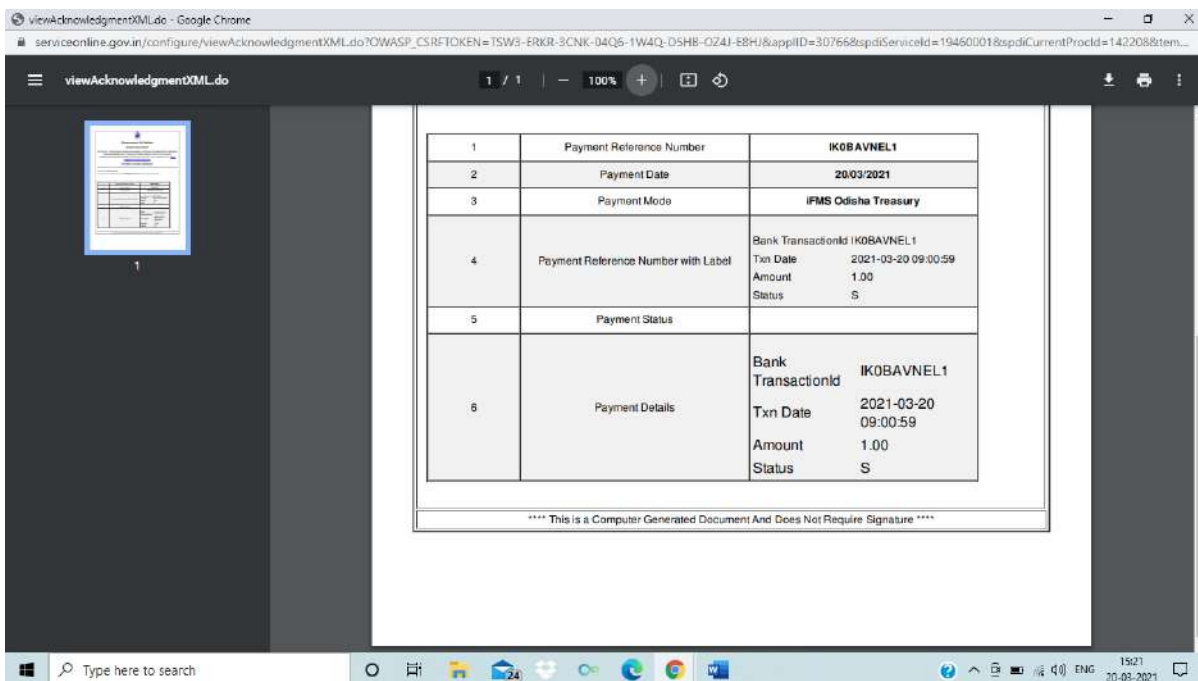 viewAcknowledgmentXML.do - Google Chrome
serviceonline.gov.in/configure/viewAcknowledgmentXML.do?OWASP_CSRFTOKEN=TSW3-ERKR-3CNK-04Q6-1W4Q-D5HB-OZ4J-E8HJ&applID=30766&spdiServiceId=19460001&spdiCurrentProcId=142208&tem...
viewAcknowledgmentXML.do 1 / 1 100%
1 Payment Reference Number IK0BAVNEL1
2 Payment Date 20/03/2021
3 Payment Mode iFMS Odisha Treasury
4 Payment Reference Number with Label
Bank TransactionId IK0BAVNEL1
Txn Date 2021-03-20 09:00:59
Amount 1.00
Status S
5 Payment Status
6 Payment Details
Bank TransactionId IK0BAVNEL1
Txn Date 2021-03-20 09:00:59
Amount 1.00
Status S
**** This is a Computer Generated Document And Does Not Require Signature ****
1
Type here to search
24
ENG
15:21
20-03-2021